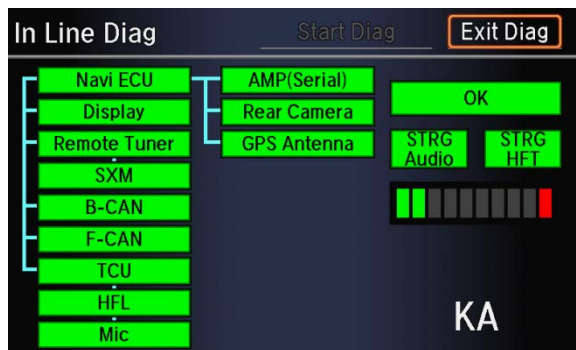 In Line Diag
Start Diag
Exit Diag
Navi ECU
AMP(Serial)
Display
Rear Camera
Remote Tuner
GPS Antenna
SXM
B-CAN
F-CAN
TCU
HFL
Mic
OK
STRG
Audio
STRG
HFT
KA